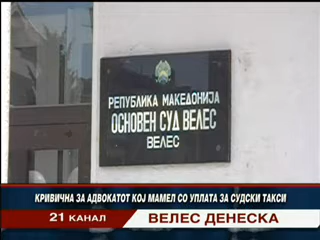 РЕПУБЛИКА МАКЕДОНИЈА
ОСНОВЕН СУД ВЕЛЕС
ВЕЛЕС
КРИВИЧНА ЗА АДВОКАТОТ КОЈ МАМЕЛ СО УПЛАТА ЗА СУДСКИ ТАКСИ
21 КАНАЛ
ВЕЛЕС ДЕНЕСКА